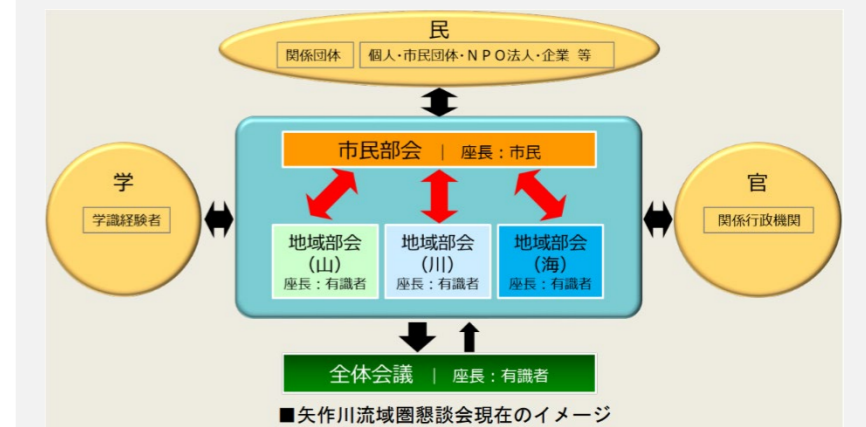 民
関係団体
個人・市民団体・NPO法人・企業 等
市民部会 | 座長:市民
学
学識経験者
官
関係行政機関
地域部会
(山)
座長:有識者
地域部会
(川)
座長:有識者
地域部会
(海)
座長:有識者
全体会議 | 座長:有識者
■矢作川流域圏懇談会現在のイメージ